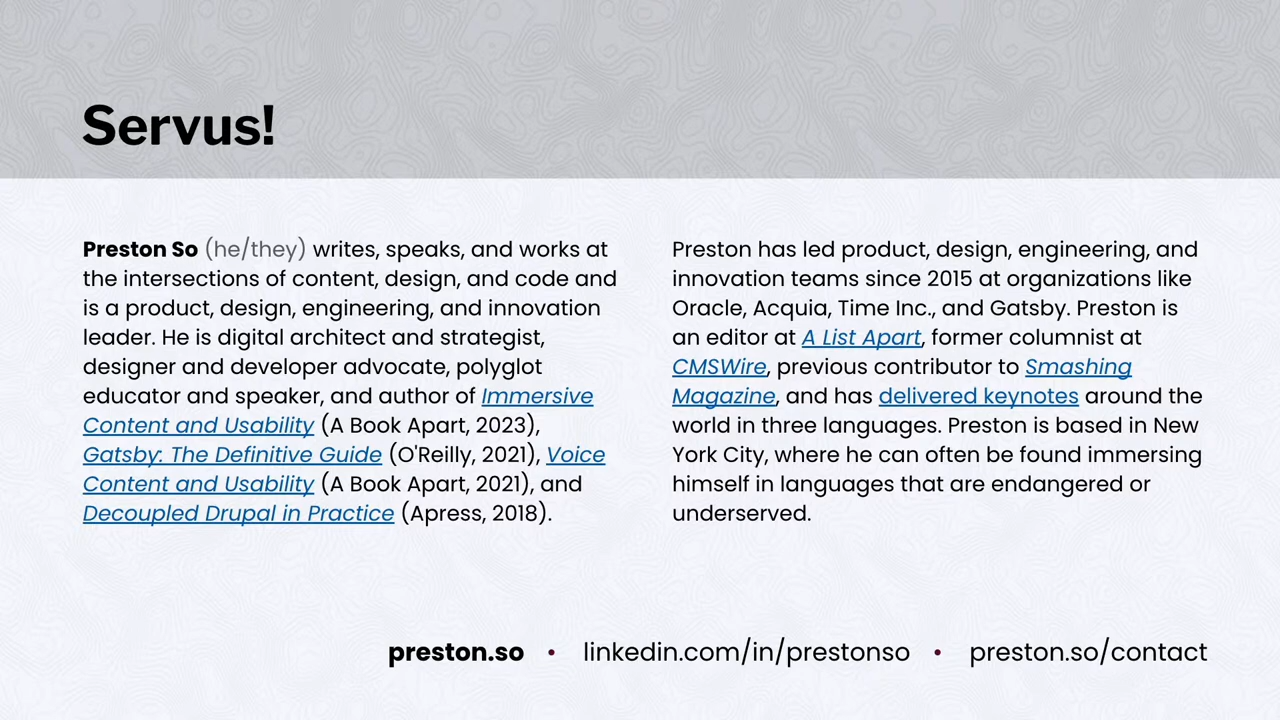 Servus!
Preston So (he/they) writes, speaks, and works at
the intersections of content, design, and code and
is a product, design, engineering, and innovation
leader. He is digital architect and strategist,
designer and developer advocate, polyglot
educator and speaker, and author of Immersive
Content and Usability (A Book Apart, 2023),
Gatsby: The Definitive Guide (O'Reilly, 2021), Voice
Content and Usability (A Book Apart, 2021), and
Decoupled Drupal in Practice (Apress, 2018).
Preston has led product, design, engineering, and
innovation teams since 2015 at organizations like
Oracle, Acquia, Time Inc., and Gatsby. Preston is
an editor at A List Apart, former columnist at
CMSWire, previous contributor to Smashing
Magazine, and has delivered keynotes around the
world in three languages. Preston is based in New
York City, where he can often be found immersing
himself in languages that are endangered or
underserved.
preston.so • linkedin.com/in/prestonso • preston.so/contact